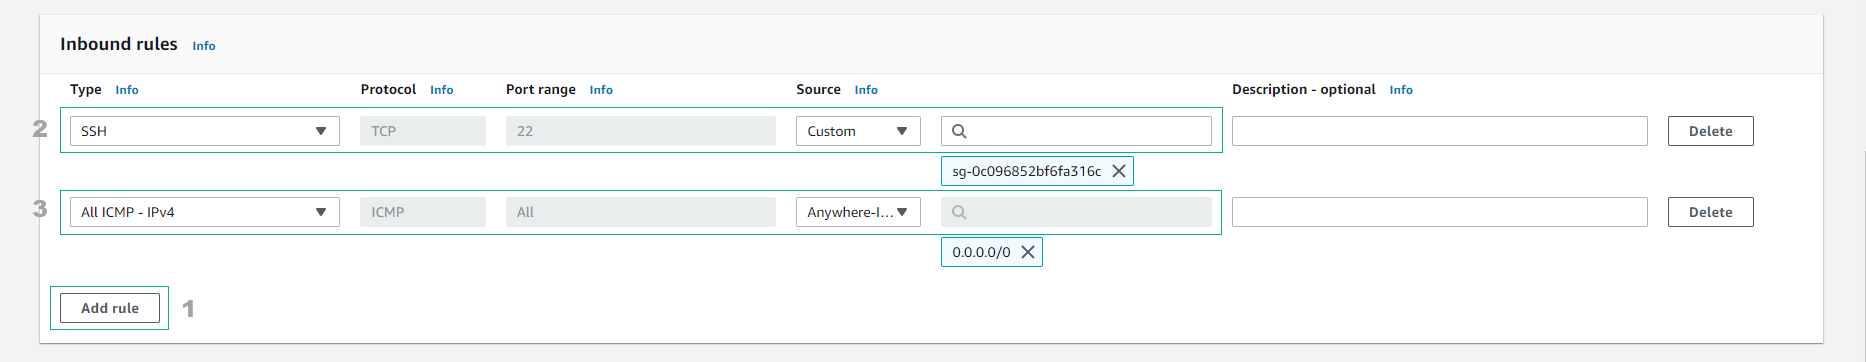 Inbound rules Info
Type Info Protocol Info Port range Info Source Info Description - optional Info
2 SSH TCP 22 Custom Delete
sg-0c096852bf6fa316c
3 All ICMP - IPv4 ICMP All Anywhere-I... Delete
0.0.0.0/0
Add rule 1